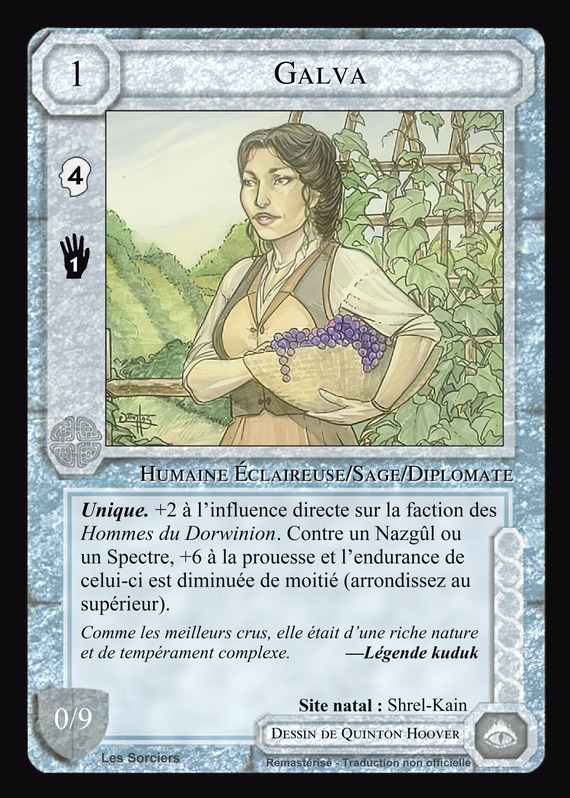 1
GALVA
4
1
HUMAINE ÉCLAIREUSE/SAGE/DIPLOMATE
Unique. +2 à l'influence directe sur la faction des
Hommes du Dorwinion. Contre un Nazgûl ou
un Spectre, +6 à la prouesse et l'endurance de
celui-ci est diminuée de moitié (arrondissez au
supérieur).
Comme les meilleurs crus, elle était d'une riche nature
et de tempérament complexe. —Légende kuduk
Site natal : Shrel-Kain
0/9
DESSIN DE QUINTON HOOVER
Les Sorciers
Remastérisé - Traduction non officielle